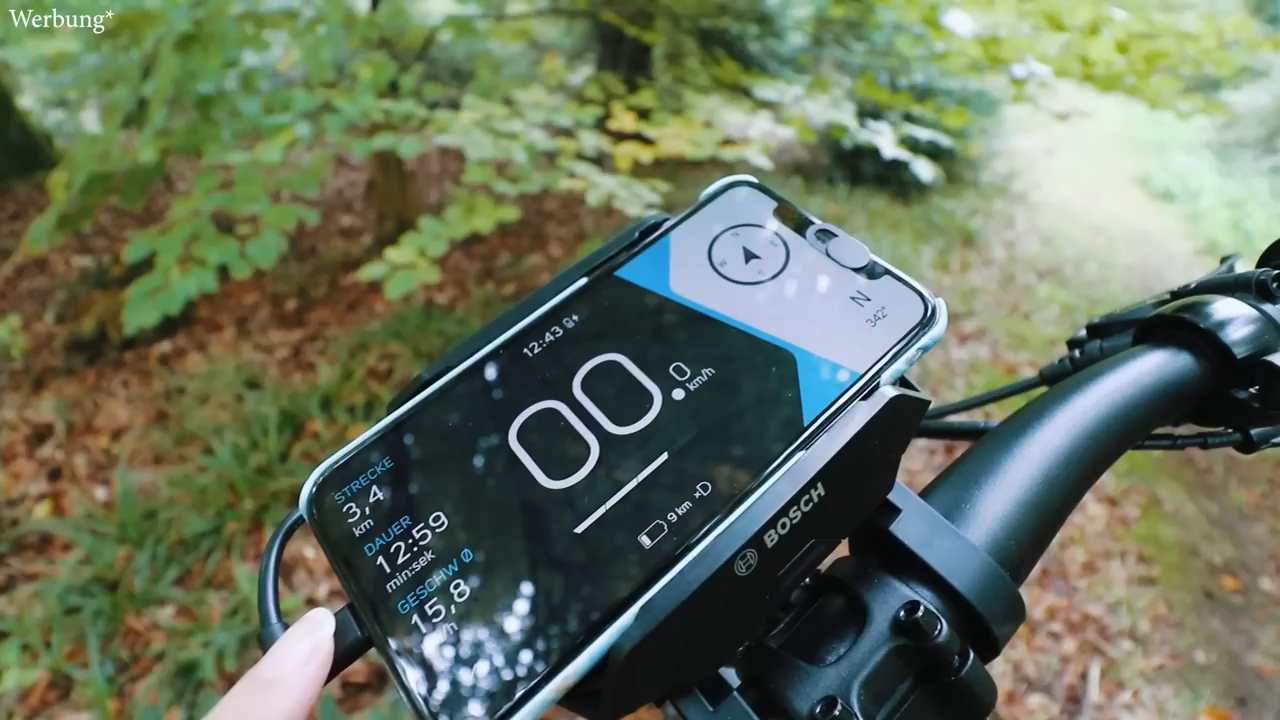 Werbung*
N
342°
12:43
00.0
km/h
9 km
STRECKE
3,4
km
DAUER
12:59
min:sek
GESCHW Ø
15,8
BOSCH